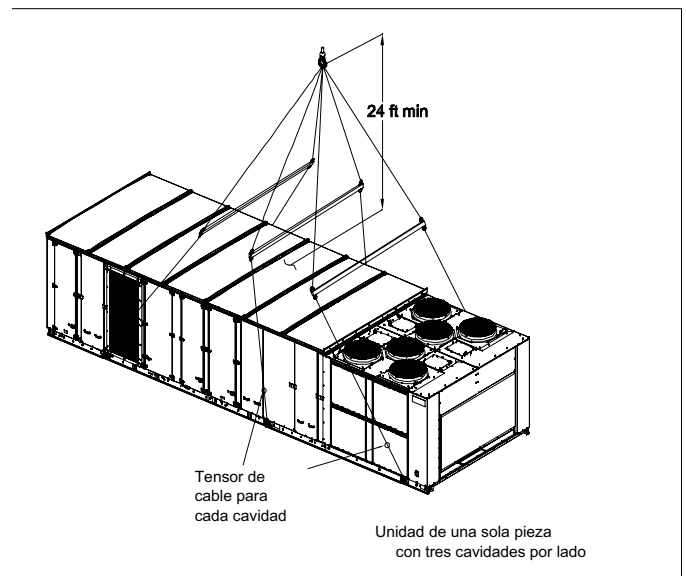 24 ft min
Tensor de
cable para
cada cavidad
Unidad de una sola pieza
con tres cavidades por lado